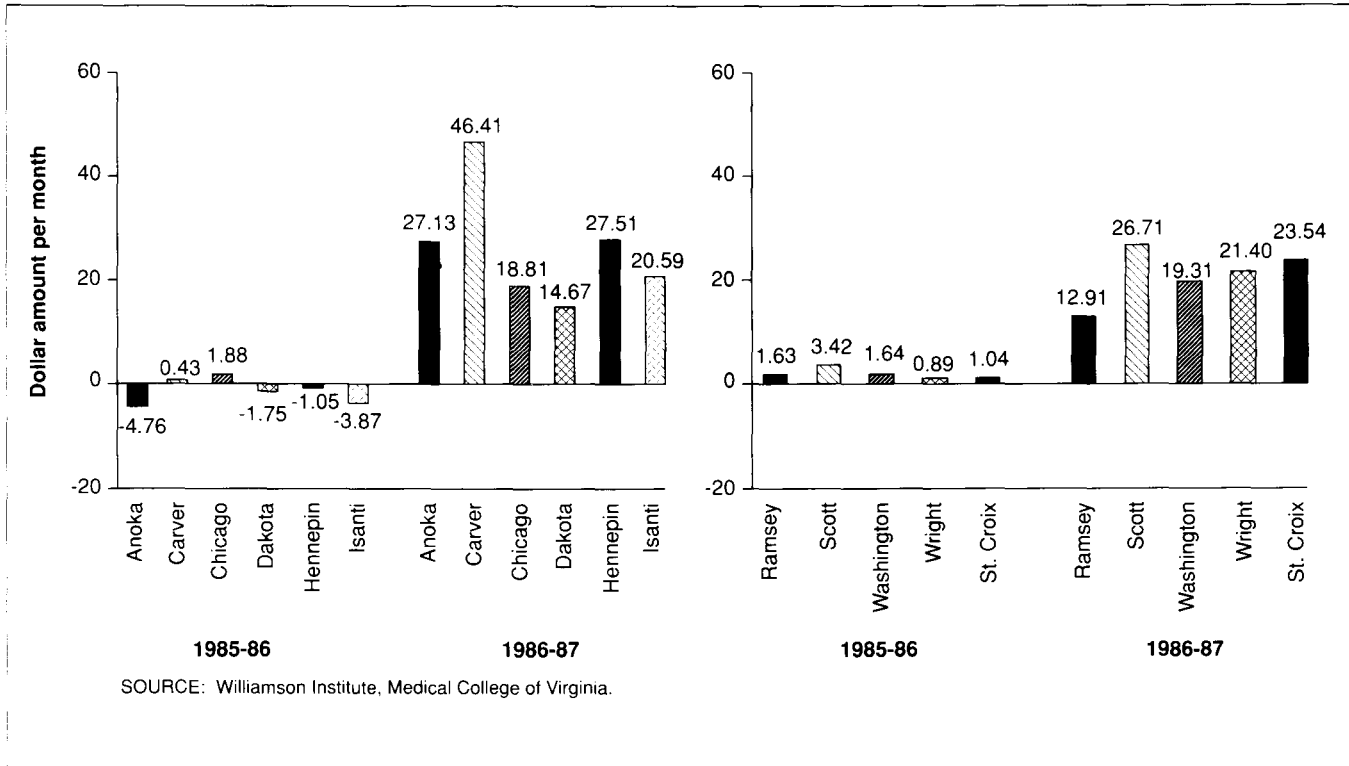 Dollar amount per month
60
40
20
0
-20
-4.76
0.43
1.88
-1.75
-1.05
-3.87
27.13
46.41
18.81
14.67
27.51
20.59
Anoka
Carver
Chicago
Dakota
Hennepin
Isanti
Anoka
Carver
Chicago
Dakota
Hennepin
Isanti
1985-86
1986-87
60
40
20
0
-20
1.63
3.42
1.64
0.89
1.04
12.91
26.71
19.31
21.40
23.54
Ramsey
Scott
Washington
Wright
St. Croix
Ramsey
Scott
Washington
Wright
St. Croix
1985-86
1986-87
SOURCE: Williamson Institute, Medical College of Virginia.